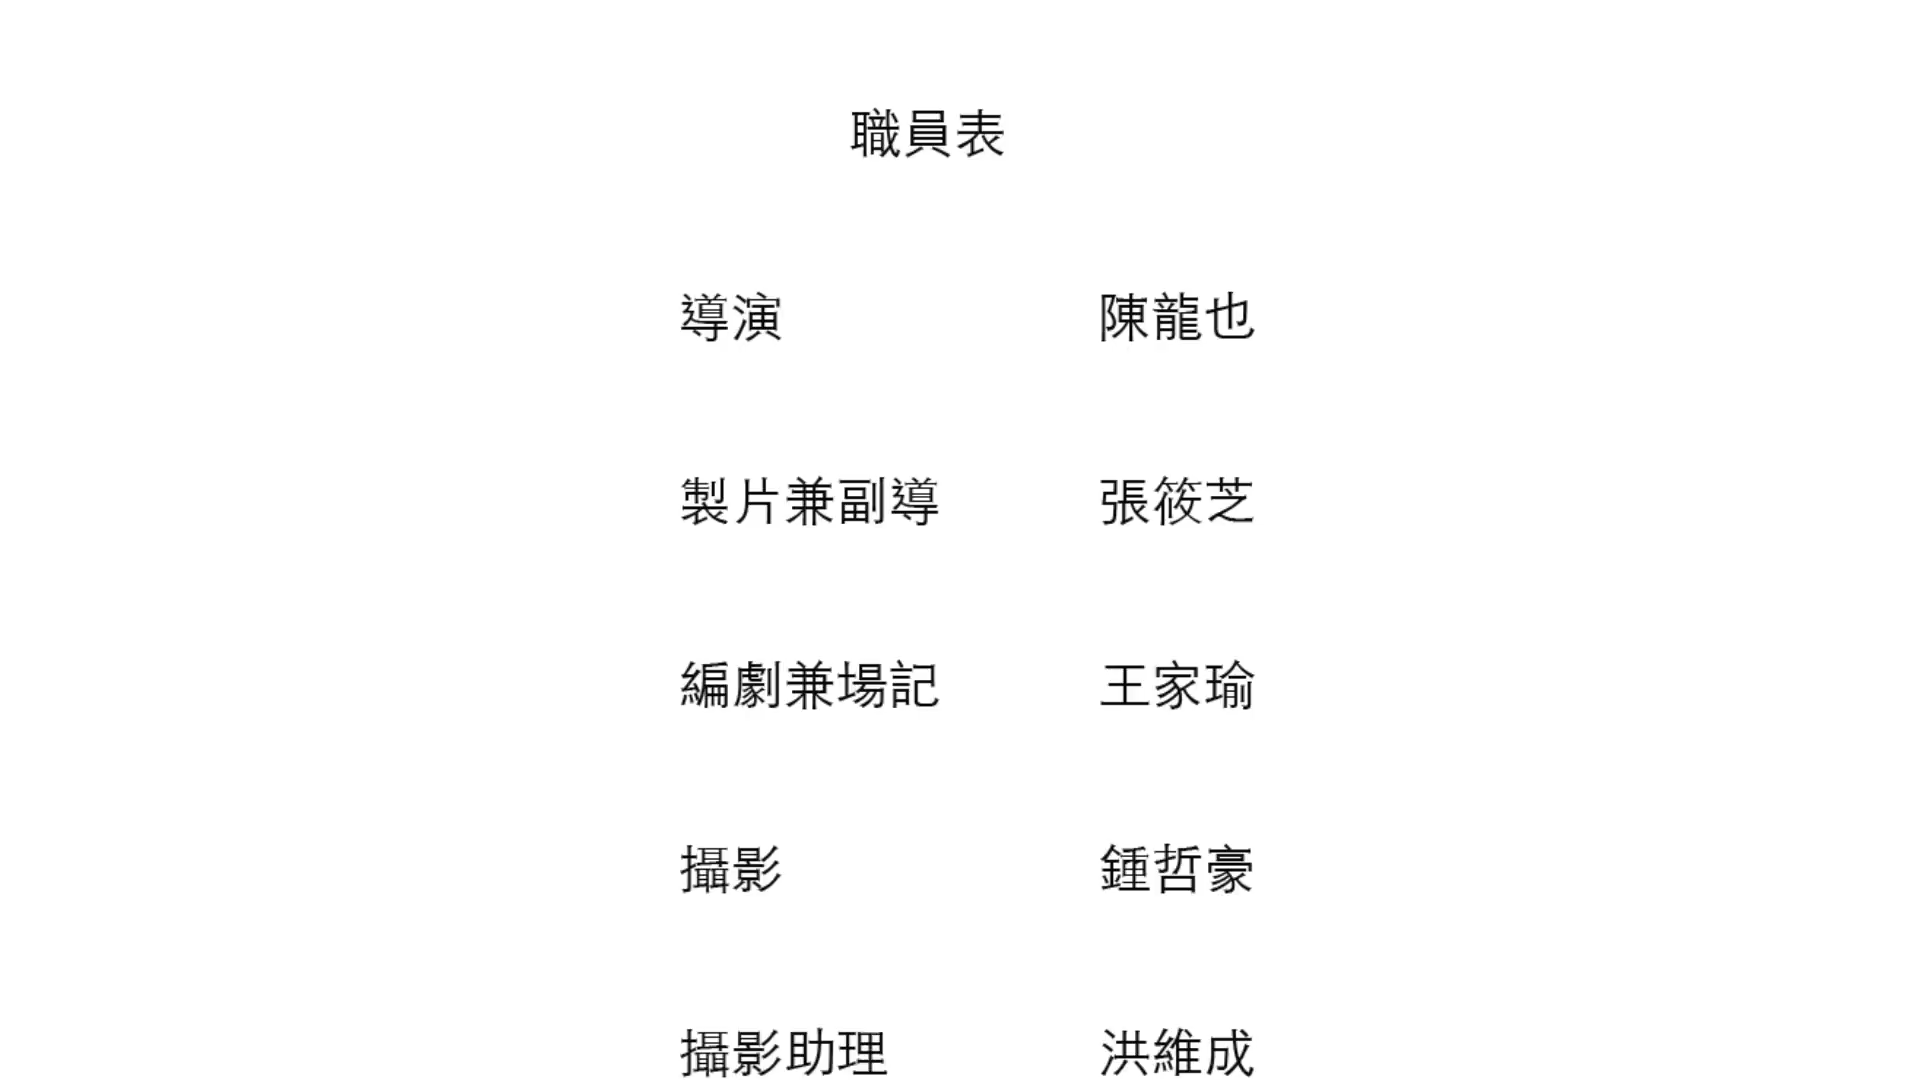 職員表
導演 陳龍也
製片兼副導 張筱芝
編劇兼場記 王家瑜
攝影 鍾哲豪
攝影助理 洪維成